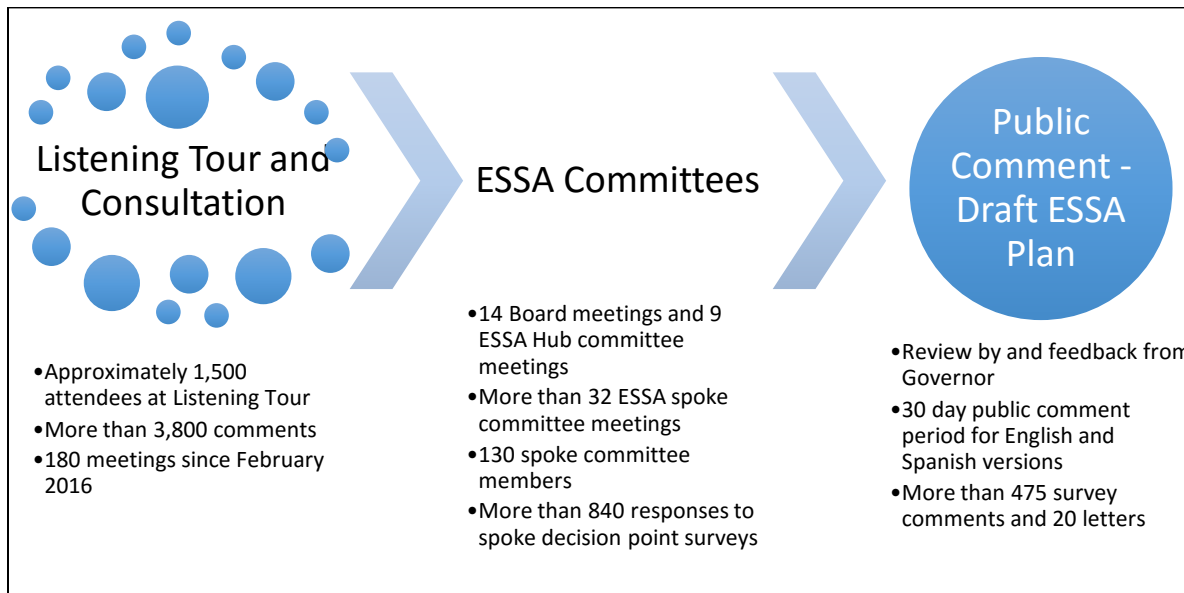 Listening Tour and
Consultation
•Approximately 1,500
attendees at Listening Tour
•More than 3,800 comments
•180 meetings since February
2016
ESSA Committees
•14 Board meetings and 9
ESSA Hub committee
meetings
•More than 32 ESSA spoke
committee meetings
•130 spoke committee
members
•More than 840 responses to
spoke decision point surveys
Public
Comment -
Draft ESSA
Plan
•Review by and feedback from
Governor
•30 day public comment
period for English and
Spanish versions
•More than 475 survey
comments and 20 letters